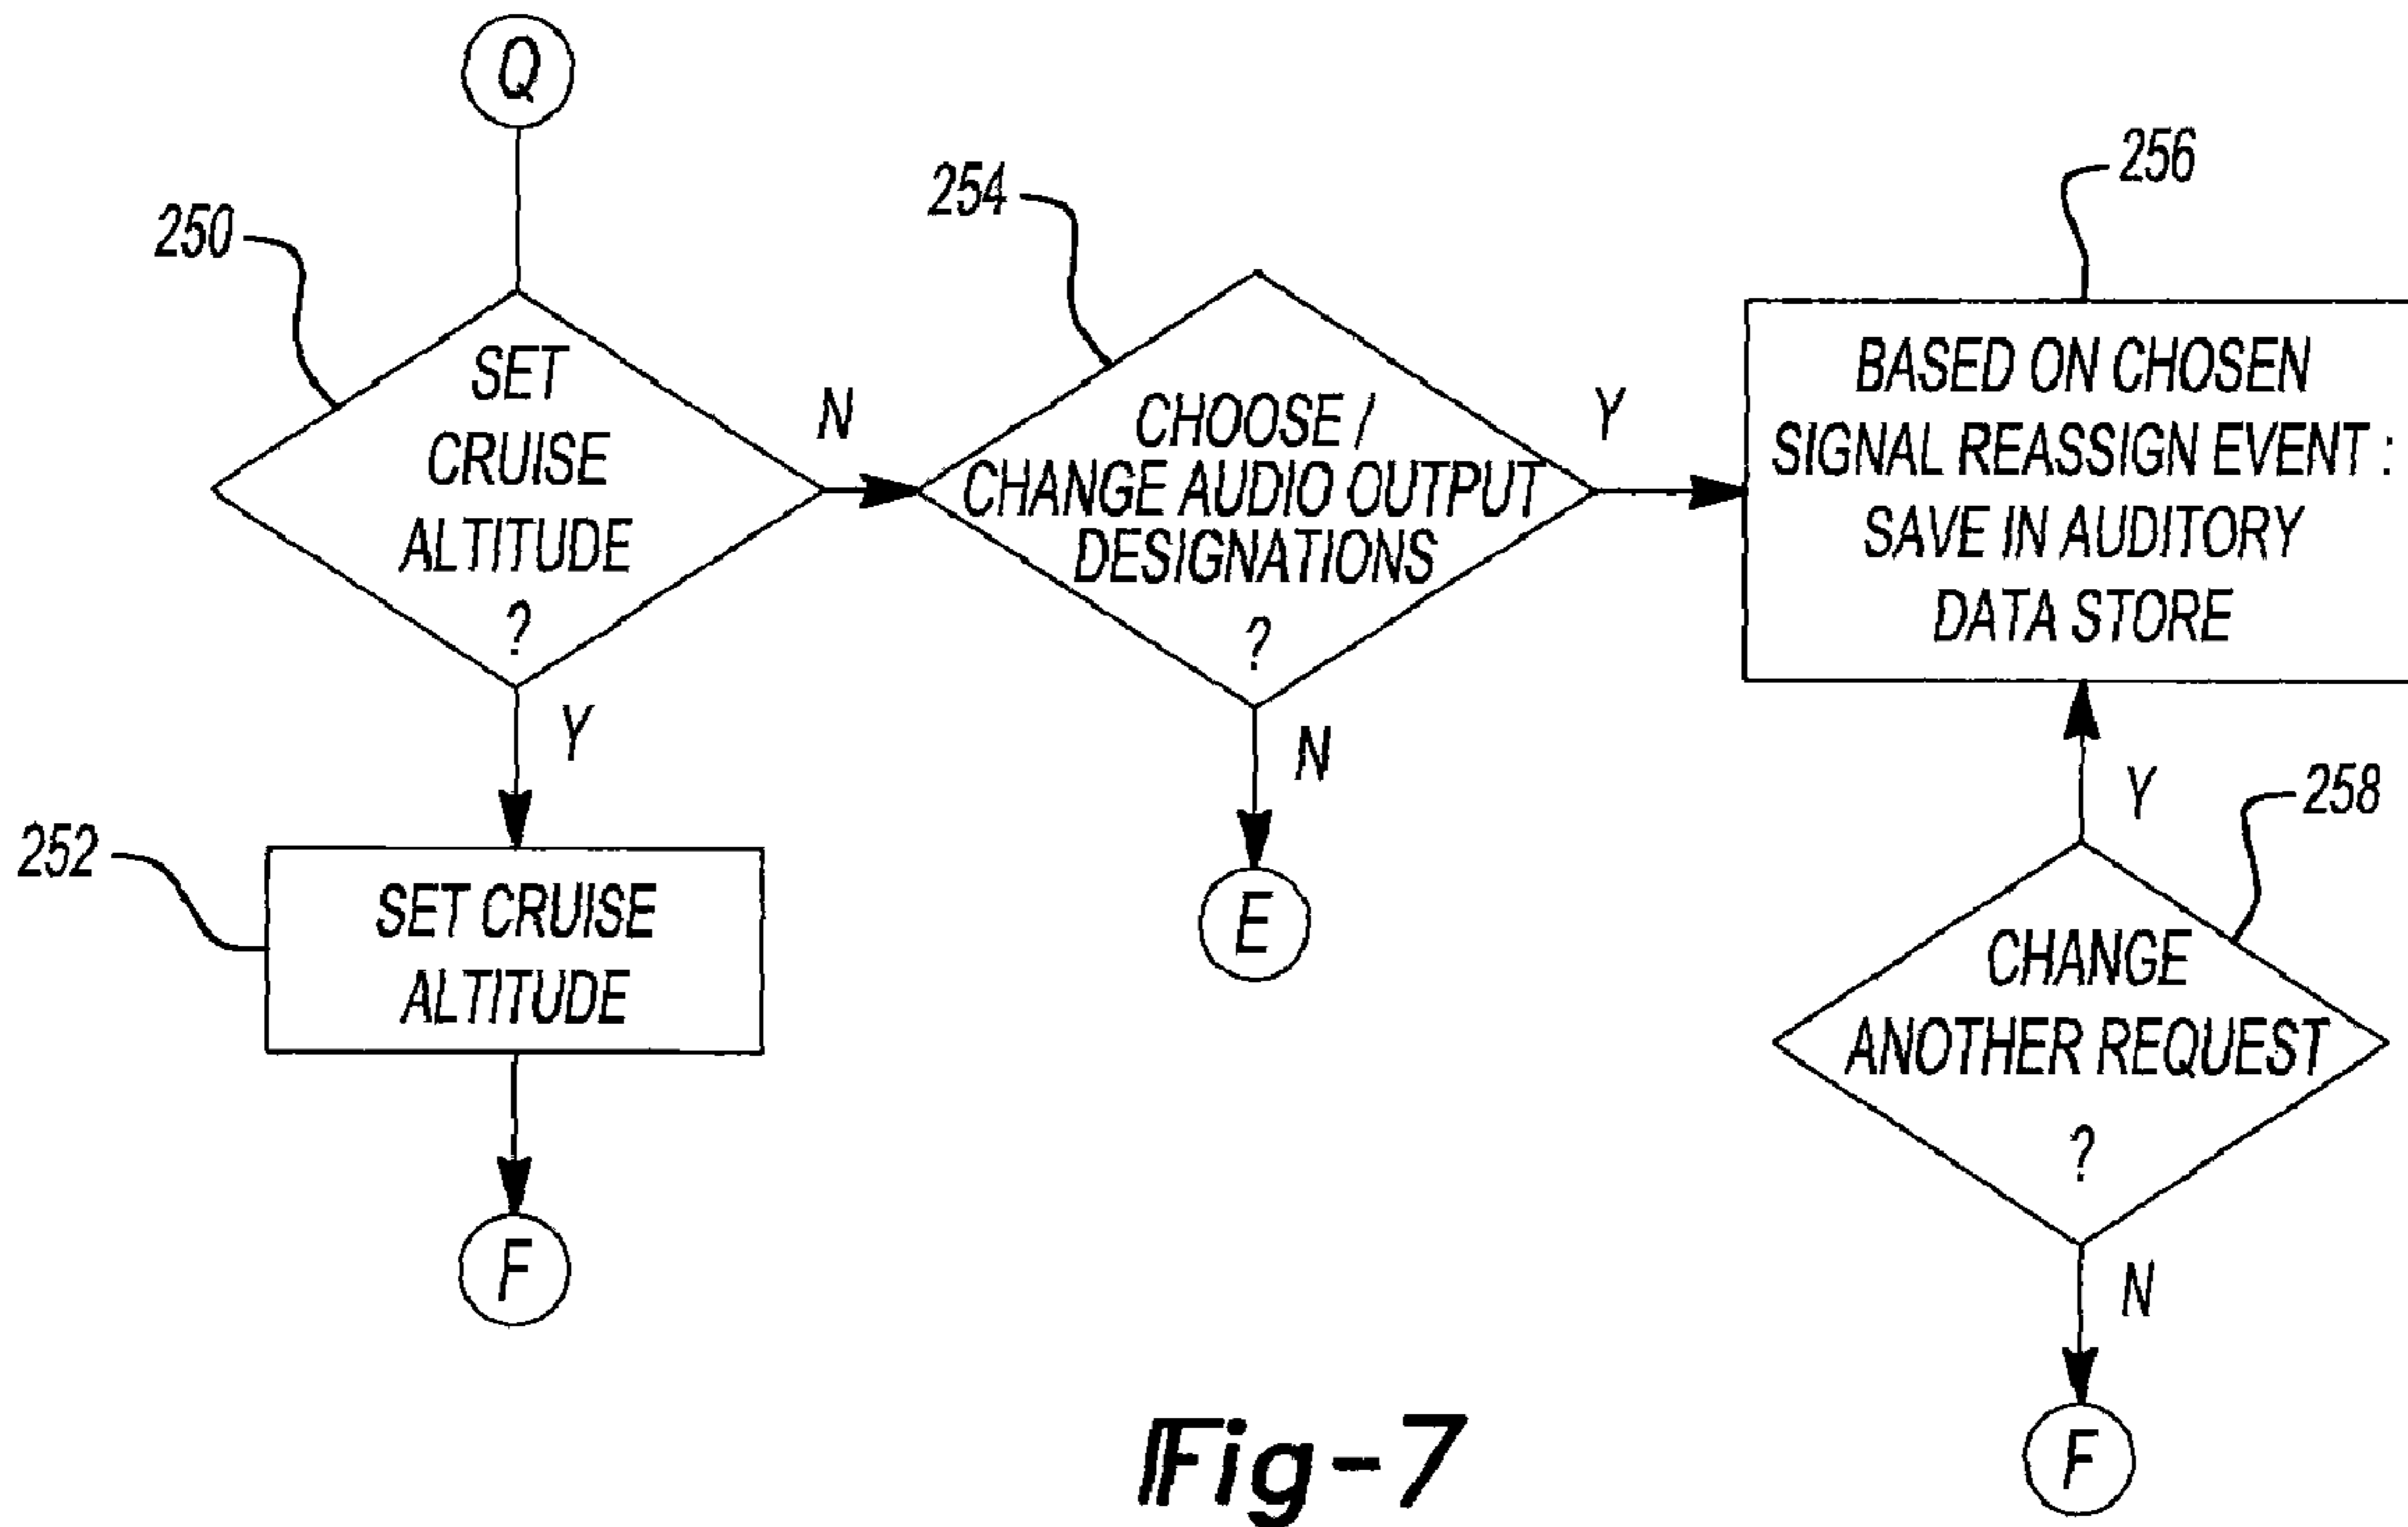 Q
250
SET
CRUISE
ALTITUDE
?
Y
N
252
SET CRUISE
ALTITUDE
F
254
CHOOSE /
CHANGE AUDIO OUTPUT
DESIGNATIONS
?
Y
N
E
256
BASED ON CHOSEN
SIGNAL REASSIGN EVENT :
SAVE IN AUDITORY
DATA STORE
Y
258
CHANGE
ANOTHER REQUEST
?
N
F
Fig-7